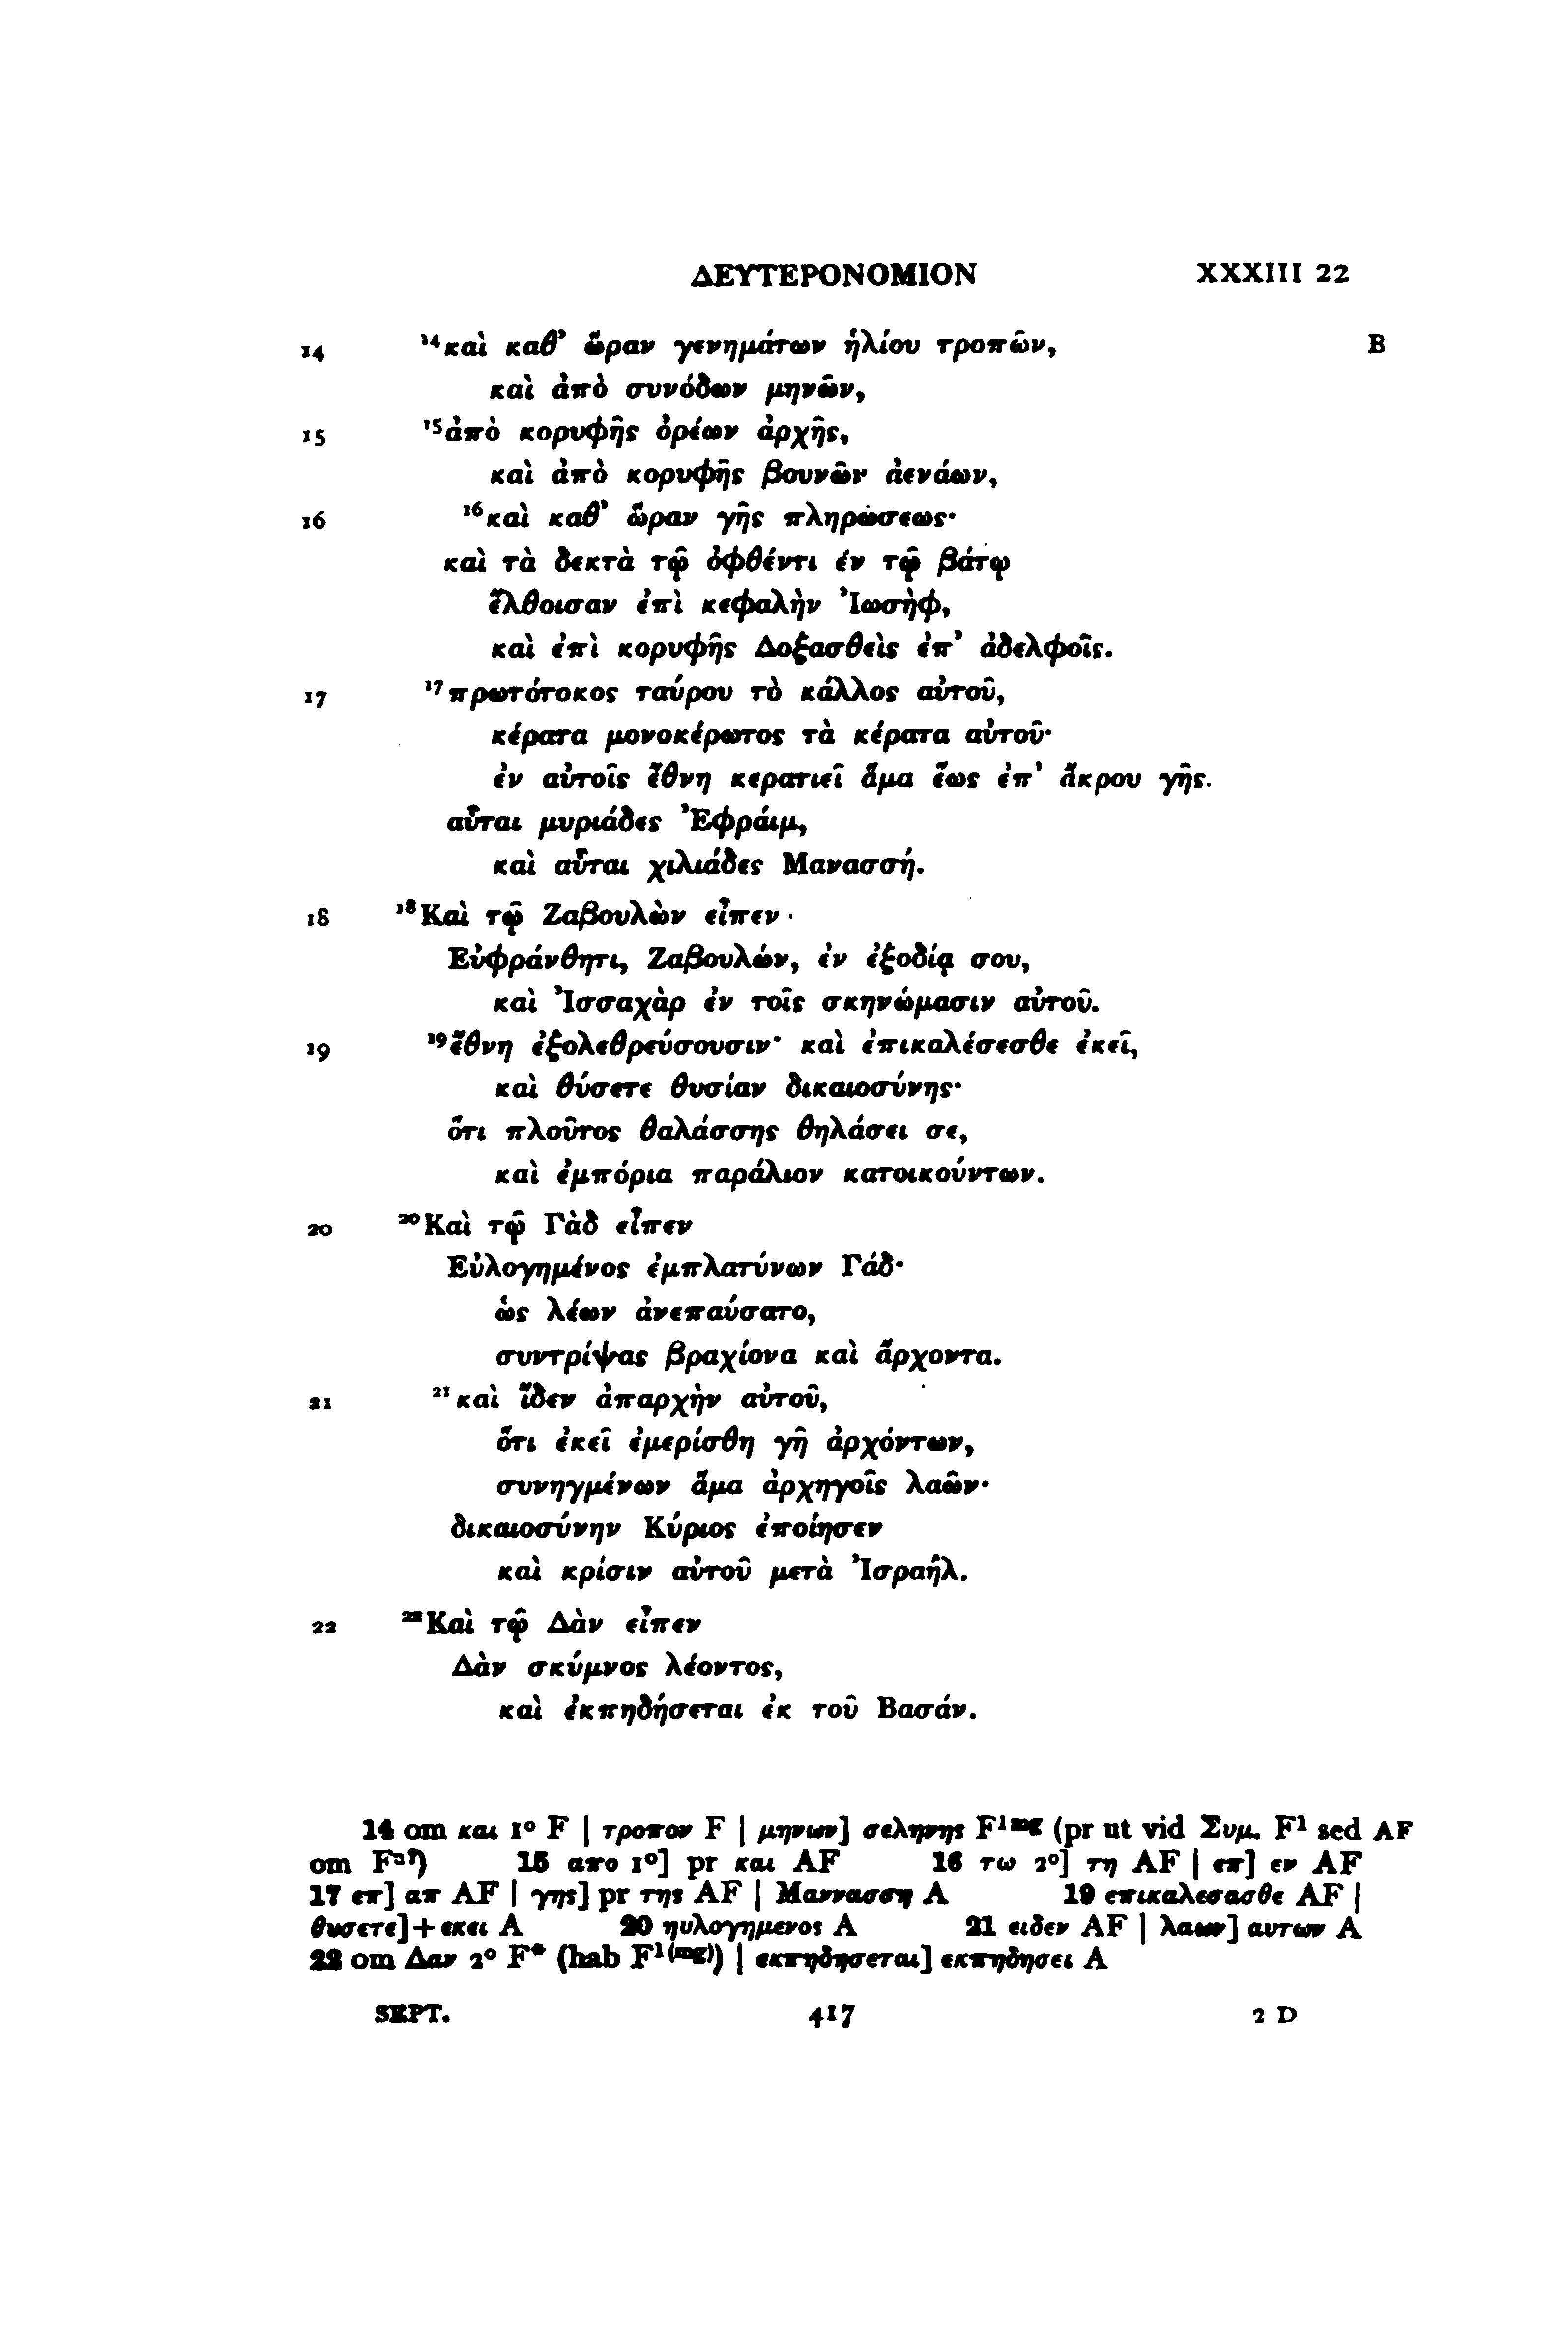 ΔΕΥΤΕΡΟΝΟΜΙΟΝ XXXIII 22
14 ¹⁴καὶ καθ’ ὥραν γενημάτων ἡλίου τροπῶν, B
καὶ ἀπὸ συνόδων μηνῶν,
15 ¹⁵ἀπὸ κορυφῆς ὀρέων ἀρχῆς,
καὶ ἀπὸ κορυφῆς βουνῶν ἀενάων,
16 ¹⁶καὶ καθ’ ὥραν γῆς πληρώσεως·
καὶ τὰ δεκτὰ τῷ ὀφθέντι ἐν τῷ βάτῳ
ἔλθοισαν ἐπὶ κεφαλὴν Ἰωσὴφ,
καὶ ἐπὶ κορυφῆς Δοξασθεὶς ἐπ’ ἀδελφοῖς.
17 ¹⁷πρωτότοκος ταύρου τὸ κάλλος αὐτοῦ,
κέρατα μονοκέρωτος τὰ κέρατα αὐτοῦ·
ἐν αὐτοῖς ἔθνη κερατιεῖ ἅμα ἕως ἐπ’ ἄκρου γῆς.
αὗται μυριάδες Ἐφράιμ,
καὶ αὗται χιλιάδες Μανασσή.
18 ¹⁸Καὶ τῷ Ζαβουλὼν εἶπεν·
Εὐφράνθητι, Ζαβουλών, ἐν ἐξοδίᾳ σου,
καὶ Ἰσσαχὰρ ἐν τοῖς σκηνώμασιν αὐτοῦ.
19 ¹⁹ἔθνη ἐξολεθρεύσουσιν· καὶ ἐπικαλέσεσθε ἐκεῖ,
καὶ θύσετε θυσίαν δικαιοσύνης·
ὅτι πλοῦτος θαλάσσης θηλάσει σε,
καὶ ἐμπόρια παράλιον κατοικούντων.
20 ²⁰Καὶ τῷ Γὰδ εἶπεν
Εὐλογημένος ἐμπλατύνων Γάδ·
ὡς λέων ἀνεπαύσατο,
συντρίψας βραχίονα καὶ ἄρχοντα.
21 ²¹καὶ ἴδεν ἀπαρχὴν αὐτοῦ,
ὅτι ἐκεῖ ἐμερίσθη γῆ ἀρχόντων,
συνηγμένων ἅμα ἀρχηγοῖς λαῶν·
δικαιοσύνην Κύριος ἐποίησεν
καὶ κρίσιν αὐτοῦ μετὰ Ἰσραήλ.
22 ²²Καὶ τῷ Δὰν εἶπεν
Δὰν σκύμνος λέοντος,
καὶ ἐκπηδήσεται ἐκ τοῦ Βασάν.
14 om και 1º F | τροπον F | μηνων] σεληνης F¹ᵐᵍ (pr ut vid Συμ. F¹ sed AF
om Fᵃ?) 15 απο 1º] pr και AF 16 τω 2º] τη AF | επ] εν AF
17 επ] απ AF | γης] pr της AF | Μαννασση A 19 επικαλεσασθε AF |
θυσετε]+εκει A 20 ηυλογημενος A 21 ειδεν AF | λαων] αυτων A
22 om Δαν 2º F* (hab F¹⁽ᵐᵍ⁾) | εκπηδησεται] εκπηδησει A
SEPT. 417 2 D